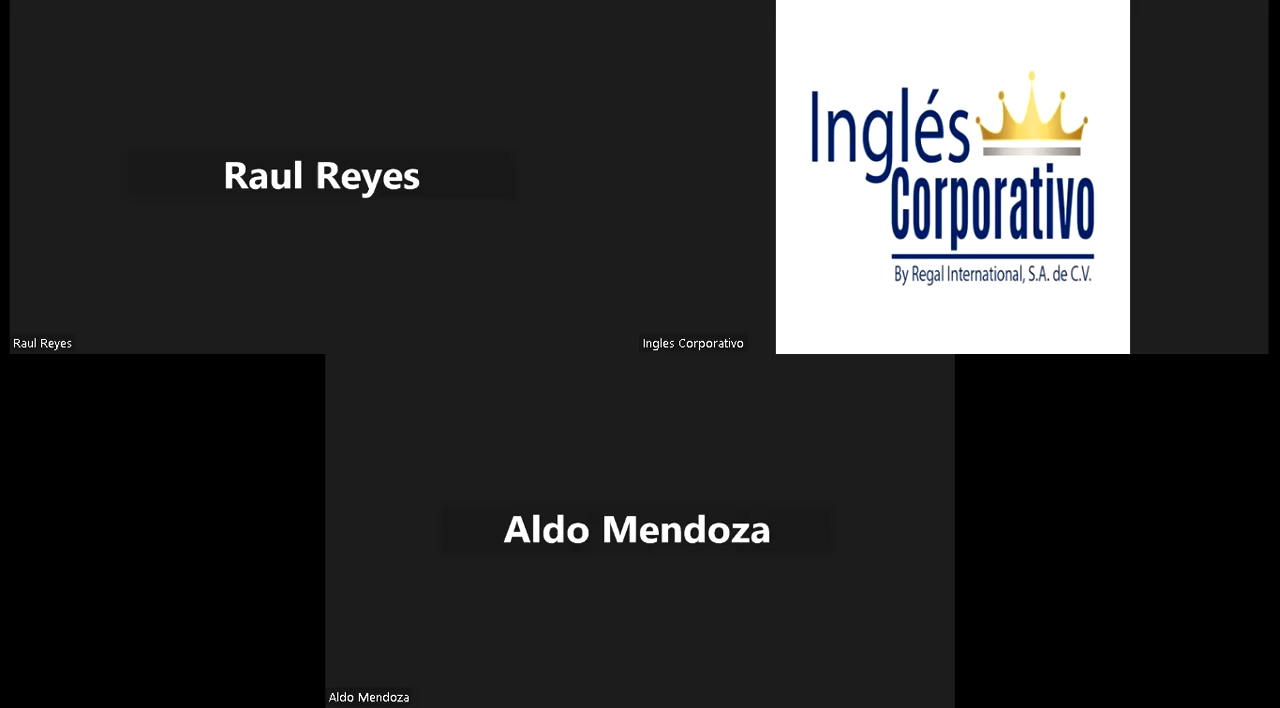 Raul Reyes
Raul Reyes
Inglés
Corporativo
By Regal International, S.A. de C.V.
Ingles Corporativo
Aldo Mendoza
Aldo Mendoza